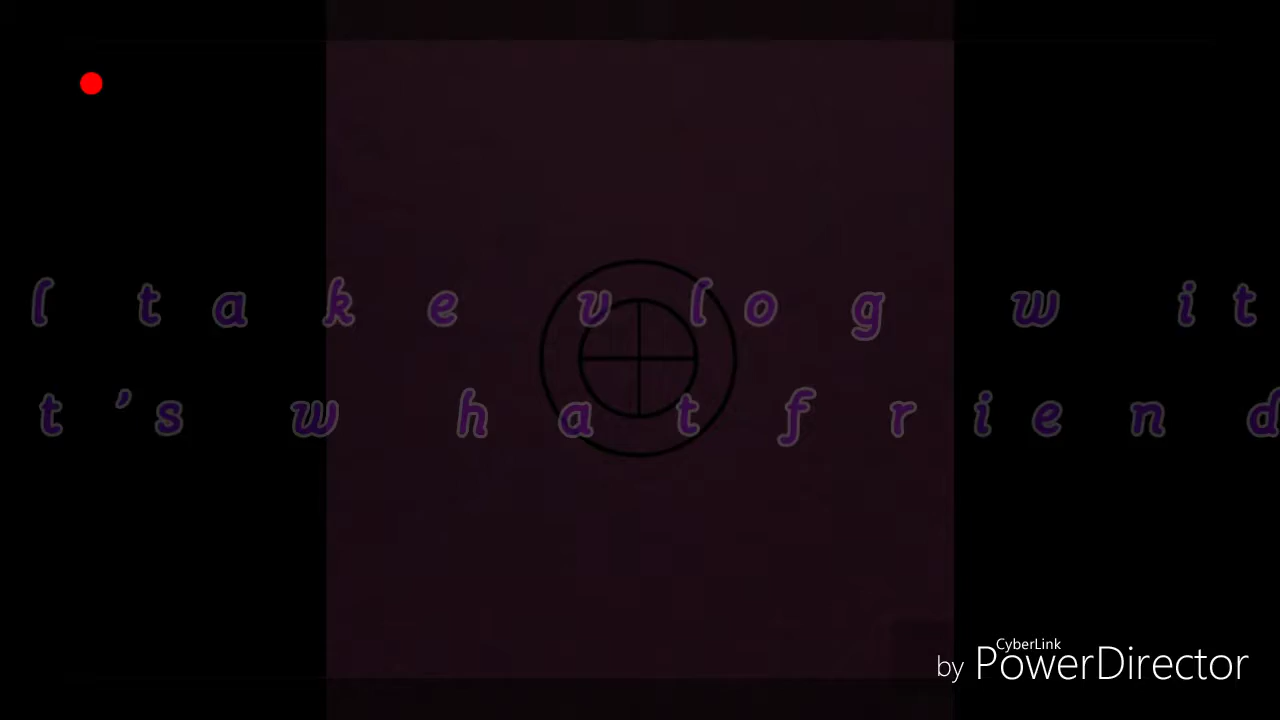 l take vlog wit
t's what friend
CyberLink
by PowerDirector